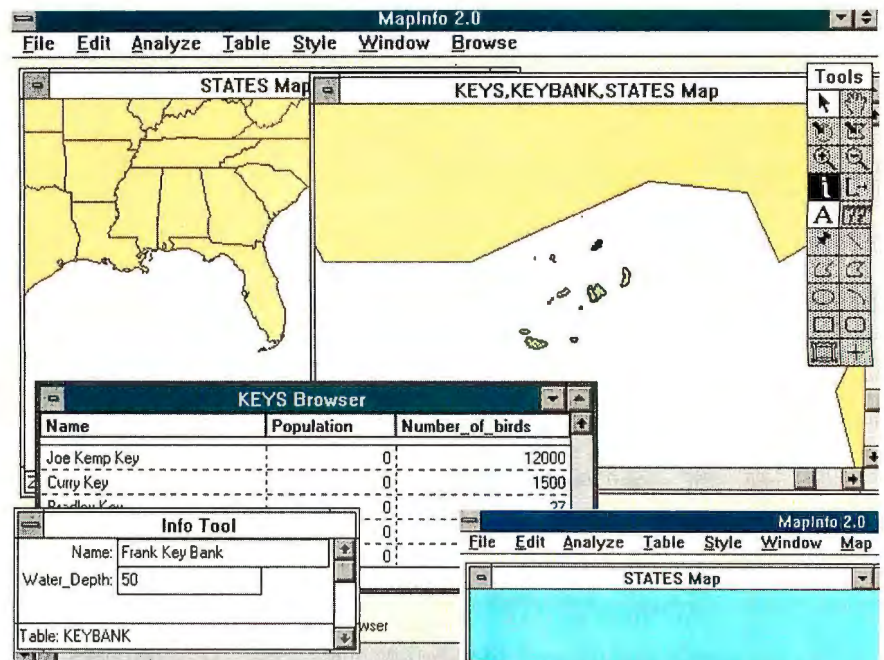 MapInfo 2.0
File Edit Analyze Table Style Window Browse
STATES Map
KEYS,KEYBANK,STATES Map
Tools
A
KEYS Browser
Name Population Number_of_birds
Joe Kemp Key 0 12000
Curry Key 0 1500
Bradley Key 27
0
0
Info Tool
Name: Frank Key Bank
Water_Depth: 50
Table: KEYBANK
MapInfo 2.0
File Edit Analyze Table Style Window Map
STATES Map